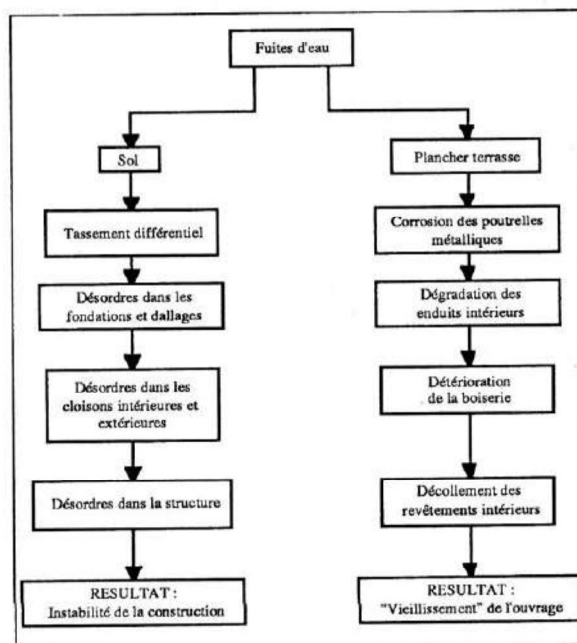 Fuites d'eau
Sol
Tassement différentiel
Désordres dans les
fondations et dallages
Désordres dans les
cloisons intérieures et
extérieures
Désordres dans la structure
RESULTAT :
Instabilité de la construction
Plancher terrasse
Corrosion des poutrelles
métalliques
Dégradation des
enduits intérieurs
Détérioration
de la boiserie
Décollement des
revêtements intérieurs
RESULTAT :
"Vieillissement" de l'ouvrage